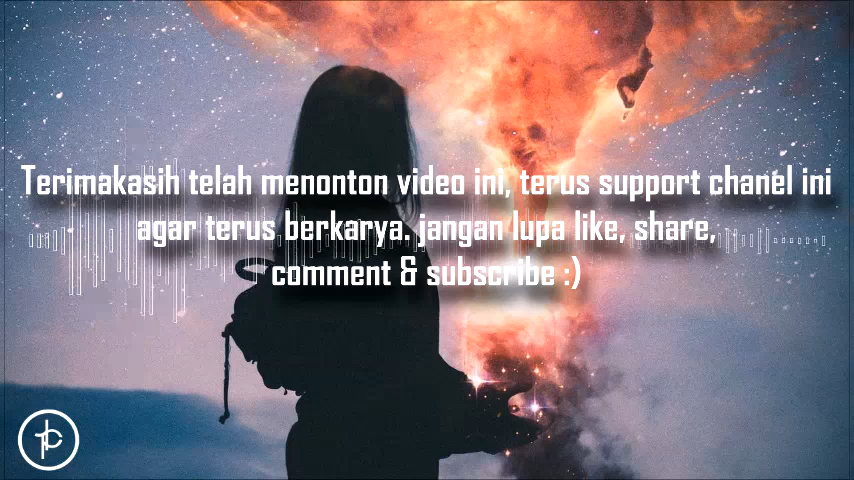 Terimakasih telah menonton video ini, terus support chanel ini
agar terus berkarya. jangan lupa like, share,
comment & subscribe :)